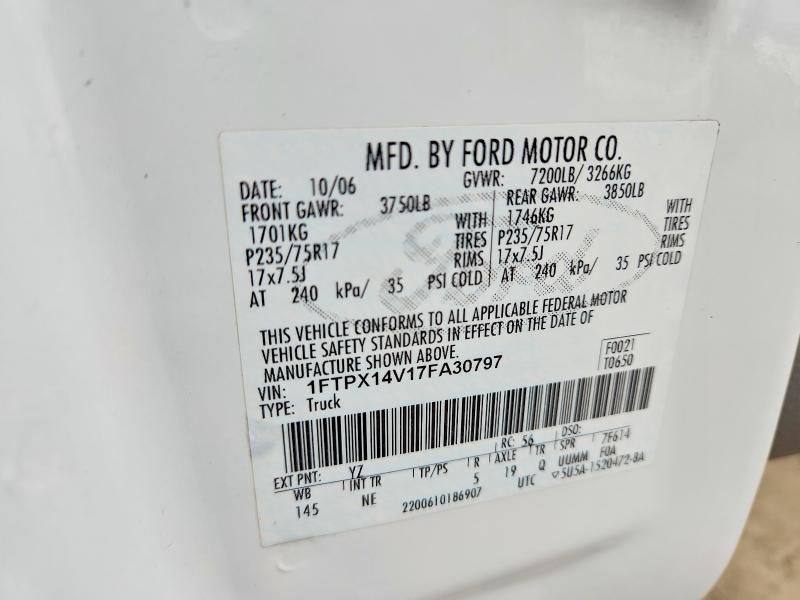 MFD. BY FORD MOTOR CO.
DATE: 10/06 GVWR: 7200LB/ 3266KG
FRONT GAWR: 3750LB REAR GAWR: 3850LB
1701KG WITH 1746KG WITH
P235/75R17 TIRES P235/75R17 TIRES
17x7.5J RIMS 17x7.5J RIMS
AT 240 kPa/ 35 PSI COLD AT 240 kPa/ 35 PSI COLD
Ford
THIS VEHICLE CONFORMS TO ALL APPLICABLE FEDERAL MOTOR
VEHICLE SAFETY STANDARDS IN EFFECT ON THE DATE OF
MANUFACTURE SHOWN ABOVE.
F0021
VIN: 1FTPX14V17FA30797 T0650
TYPE: Truck
RC: 56 DSO:
EXT PNT: YZ 7F614
WB INT TR TP/PS R AXLE TR SPR F0A
145 NE 5 19 Q UUMM
2200610186907 UTC ▽5U5A-1520472-BA